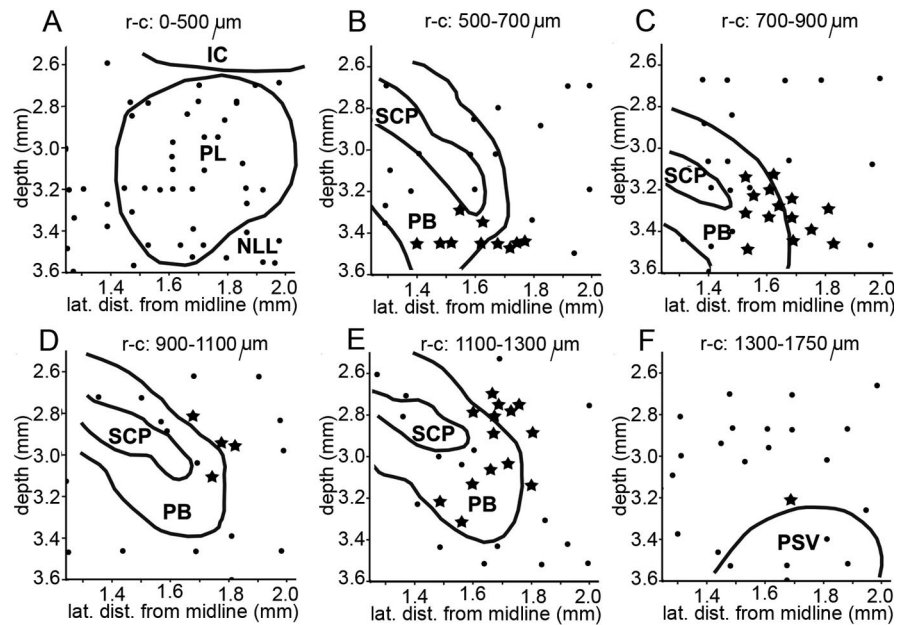 A
r-c: 0-500 µm
IC
PL
NLL
depth (mm)
2.6
2.8
3.0
3.2
3.4
3.6
1.4
1.6
1.8
2.0
lat. dist. from midline (mm)
B
r-c: 500-700 µm
SCP
PB
depth (mm)
2.6
2.8
3.0
3.2
3.4
3.6
1.4
1.6
1.8
2.0
lat. dist. from midline (mm)
C
r-c: 700-900 µm
SCP
PB
depth (mm)
2.6
2.8
3.0
3.2
3.4
3.6
1.4
1.6
1.8
2.0
lat. dist. from midline (mm)
D
r-c: 900-1100 µm
SCP
PB
depth (mm)
2.6
2.8
3.0
3.2
3.4
3.6
1.4
1.6
1.8
2.0
lat. dist. from midline (mm)
E
r-c: 1100-1300 µm
SCP
PB
depth (mm)
2.6
2.8
3.0
3.2
3.4
3.6
1.4
1.6
1.8
2.0
lat. dist. from midline (mm)
F
r-c: 1300-1750 µm
PSV
depth (mm)
2.6
2.8
3.0
3.2
3.4
3.6
1.4
1.6
1.8
2.0
lat. dist. from midline (mm)